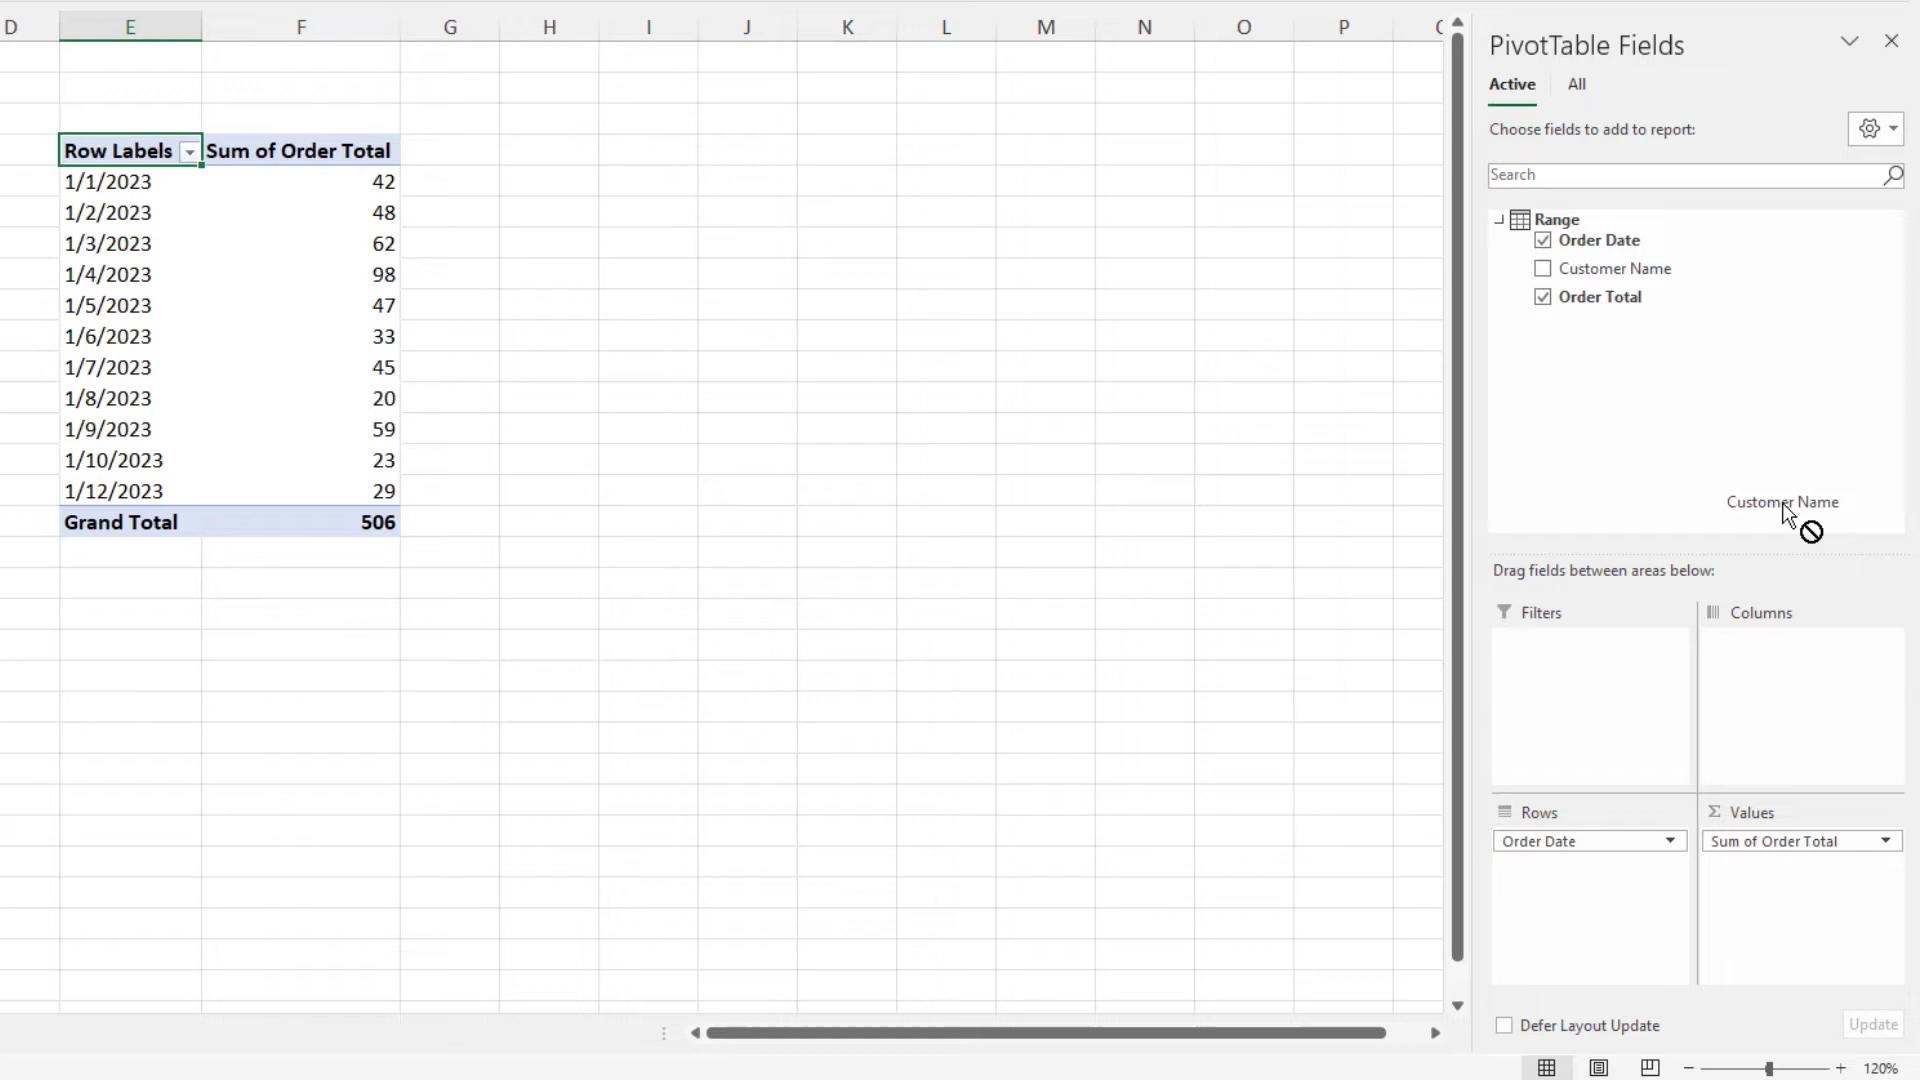 D E F G H I J K L M N O P
PivotTable Fields
Active All
Choose fields to add to report:
Search
Range
Order Date
Customer Name
Order Total
Customer Name
Row Labels Sum of Order Total
1/1/2023 42
1/2/2023 48
1/3/2023 62
1/4/2023 98
1/5/2023 47
1/6/2023 33
1/7/2023 45
1/8/2023 20
1/9/2023 59
1/10/2023 23
1/12/2023 29
Grand Total 506
Drag fields between areas below:
Filters Columns
Rows Σ Values
Order Date Sum of Order Total
Defer Layout Update Update
120%